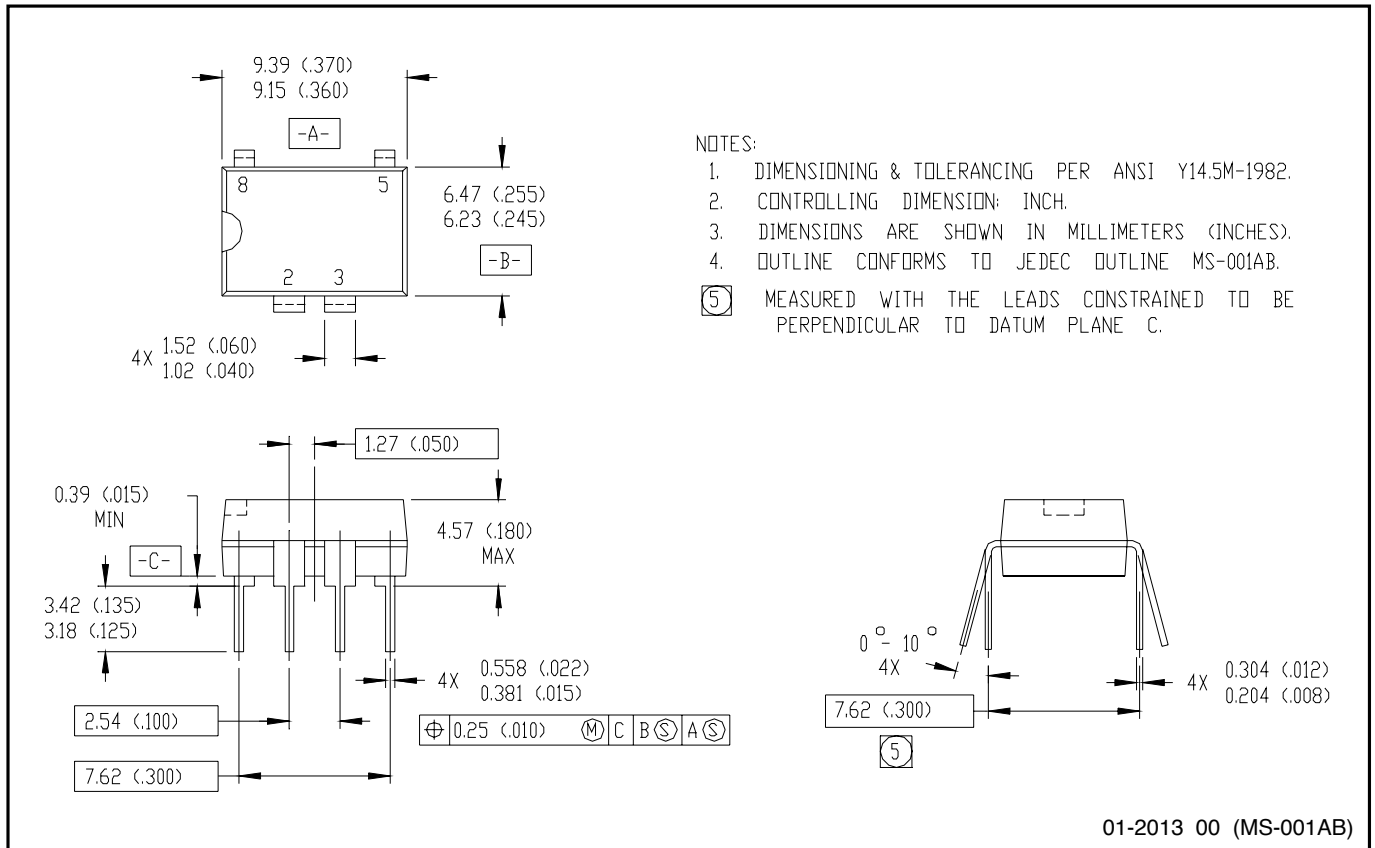 9.39 (.370)
9.15 (.360)
-A-
8 5
6.47 (.255)
6.23 (.245)
-B-
2 3
4X 1.52 (.060)
1.02 (.040)
NOTES:
1. DIMENSIONING & TOLERANCING PER ANSI Y14.5M-1982.
2. CONTROLLING DIMENSION: INCH.
3. DIMENSIONS ARE SHOWN IN MILLIMETERS (INCHES).
4. OUTLINE CONFORMS TO JEDEC OUTLINE MS-001AB.
5 MEASURED WITH THE LEADS CONSTRAINED TO BE
PERPENDICULAR TO DATUM PLANE C.
1.27 (.050)
0.39 (.015)
MIN
-C-
4.57 (.180)
MAX
3.42 (.135)
3.18 (.125)
4X 0.558 (.022)
0.381 (.015)
2.54 (.100)
⌖ 0.25 (.010) Ⓜ C B Ⓢ A Ⓢ
7.62 (.300)
0° - 10°
4X
4X 0.304 (.012)
0.204 (.008)
7.62 (.300)
5
01-2013 00 (MS-001AB)